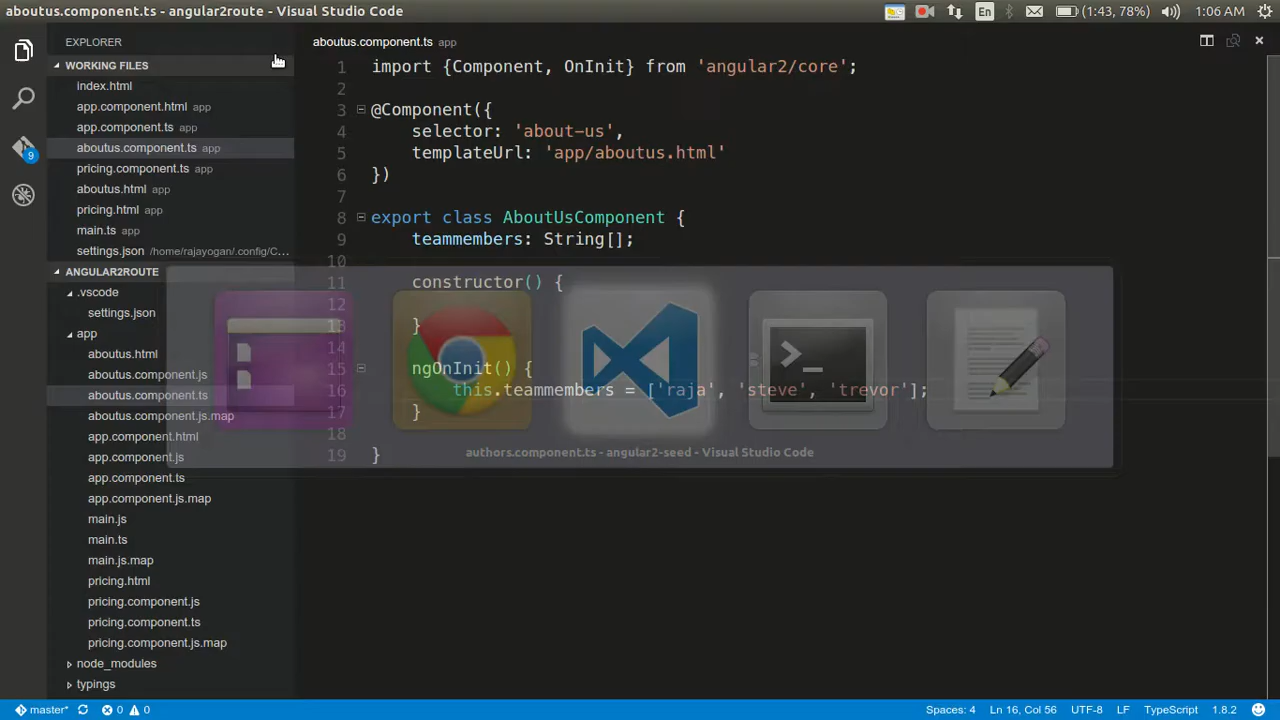 aboutus.component.ts - angular2route - Visual Studio Code
En
(1:43, 78%)
1:06 AM
EXPLORER
WORKING FILES
index.html
app.component.html app
app.component.ts app
aboutus.component.ts app
pricing.component.ts app
aboutus.html app
pricing.html app
main.ts app
settings.json /home/rajayogan/.config/C...
ANGULAR2ROUTE
.vscode
settings.json
app
aboutus.html
aboutus.component.js
aboutus.component.ts
aboutus.component.js.map
app.component.html
app.component.js
app.component.ts
app.component.js.map
main.js
main.ts
main.js.map
pricing.html
pricing.component.js
pricing.component.ts
pricing.component.js.map
node_modules
typings
9
aboutus.component.ts app
1 import {Component, OnInit} from 'angular2/core';
2
3 @Component({
4 selector: 'about-us',
5 templateUrl: 'app/aboutus.html'
6 })
7
8 export class AboutUsComponent {
9 teammembers: String[];
10
11 constructor() {
12
13 }
14
15 ngOnInit() {
16 this.teammembers = ['raja', 'steve', 'trevor'];
17 }
18
19 }
authors.component.ts - angular2-seed - Visual Studio Code
master*
0
0
Spaces: 4
Ln 16, Col 56
UTF-8
LF
TypeScript
1.8.2